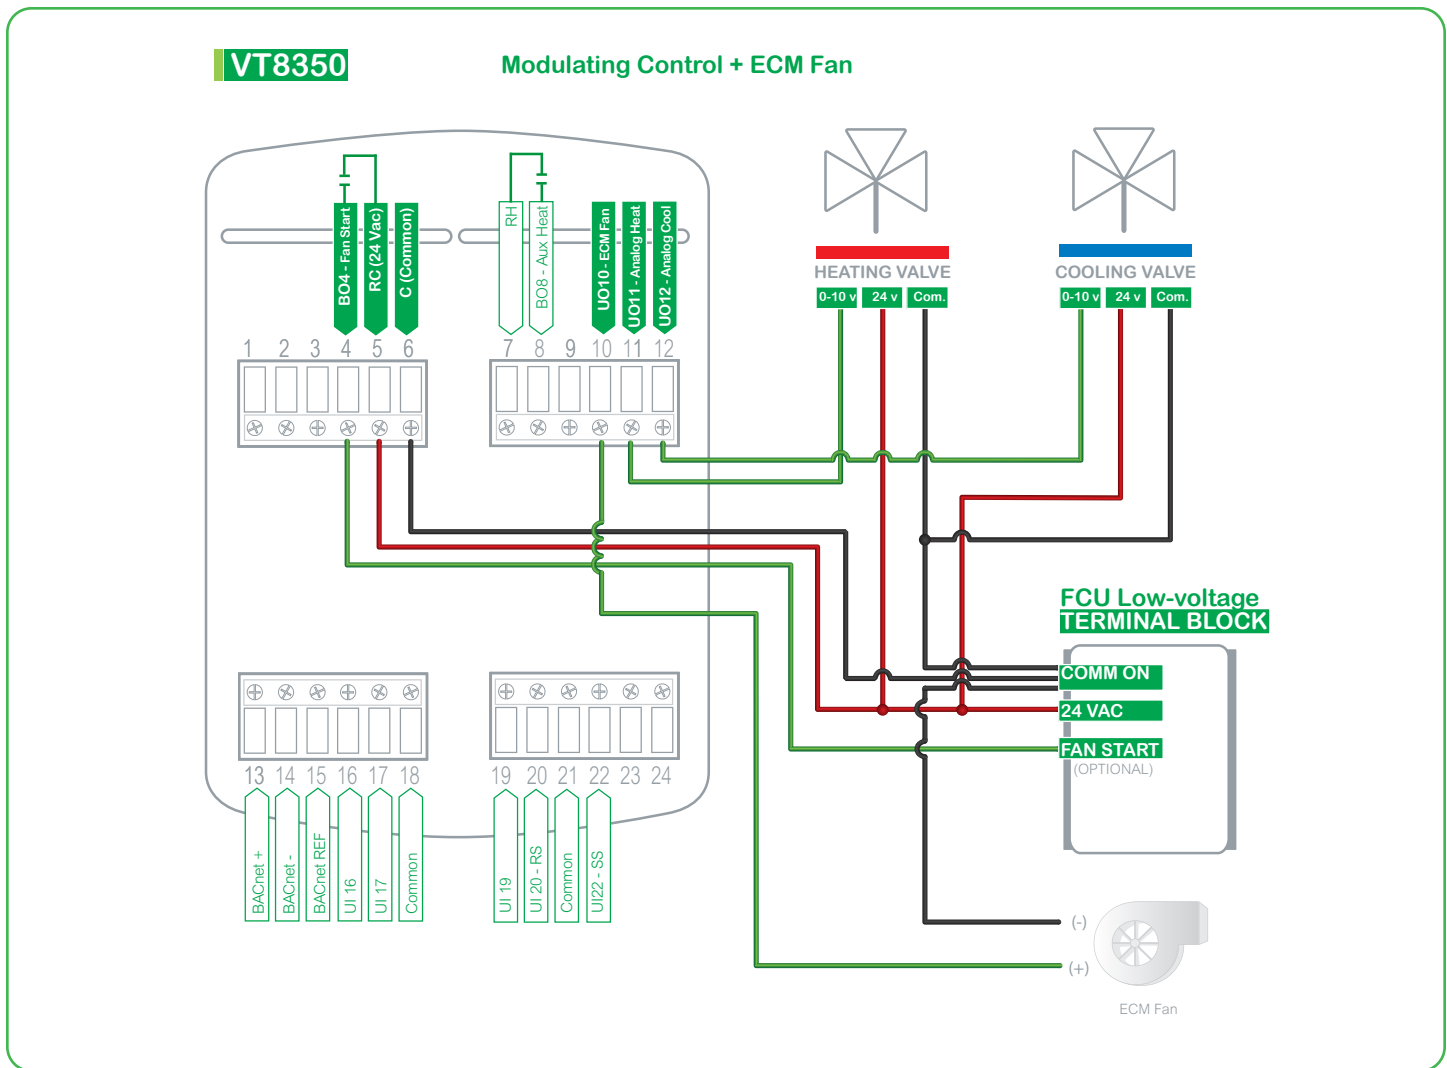 VT8350
Modulating Control + ECM Fan
BO4 - Fan Start
RC (24 Vac)
C (Common)
RH
BO8 - Aux Heat
UO10 - ECM Fan
UO11 - Analog Heat
UO12 - Analog Cool
1 2 3 4 5 6
7 8 9 10 11 12
HEATING VALVE
0-10 v 24 v Com.
COOLING VALVE
0-10 v 24 v Com.
FCU Low-voltage
TERMINAL BLOCK
COMM ON
24 VAC
FAN START
(OPTIONAL)
13 14 15 16 17 18
19 20 21 22 23 24
BACnet +
BACnet -
BACnet REF
UI 16
UI 17
Common
UI 19
UI 20 - RS
Common
UI22 - SS
(-)
(+)
ECM Fan